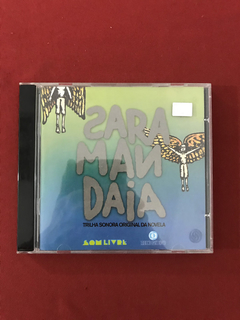 SARA
MAN
DAIA
TRILHA SONORA ORIGINAL DA NOVELA
SOM LIVRE